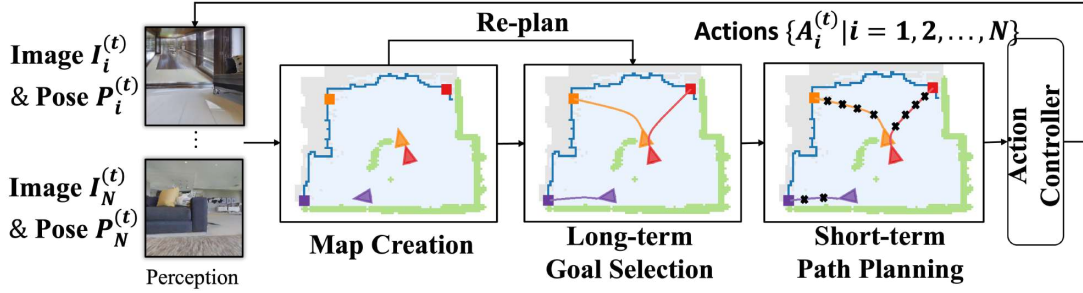 Re-plan
Actions {A_i^(t)|i = 1, 2, ..., N}
Image I_i^(t)
& Pose P_i^(t)
⋮
Image I_N^(t)
& Pose P_N^(t)
Perception
Map Creation
Long-term
Goal Selection
Short-term
Path Planning
Action
Controller